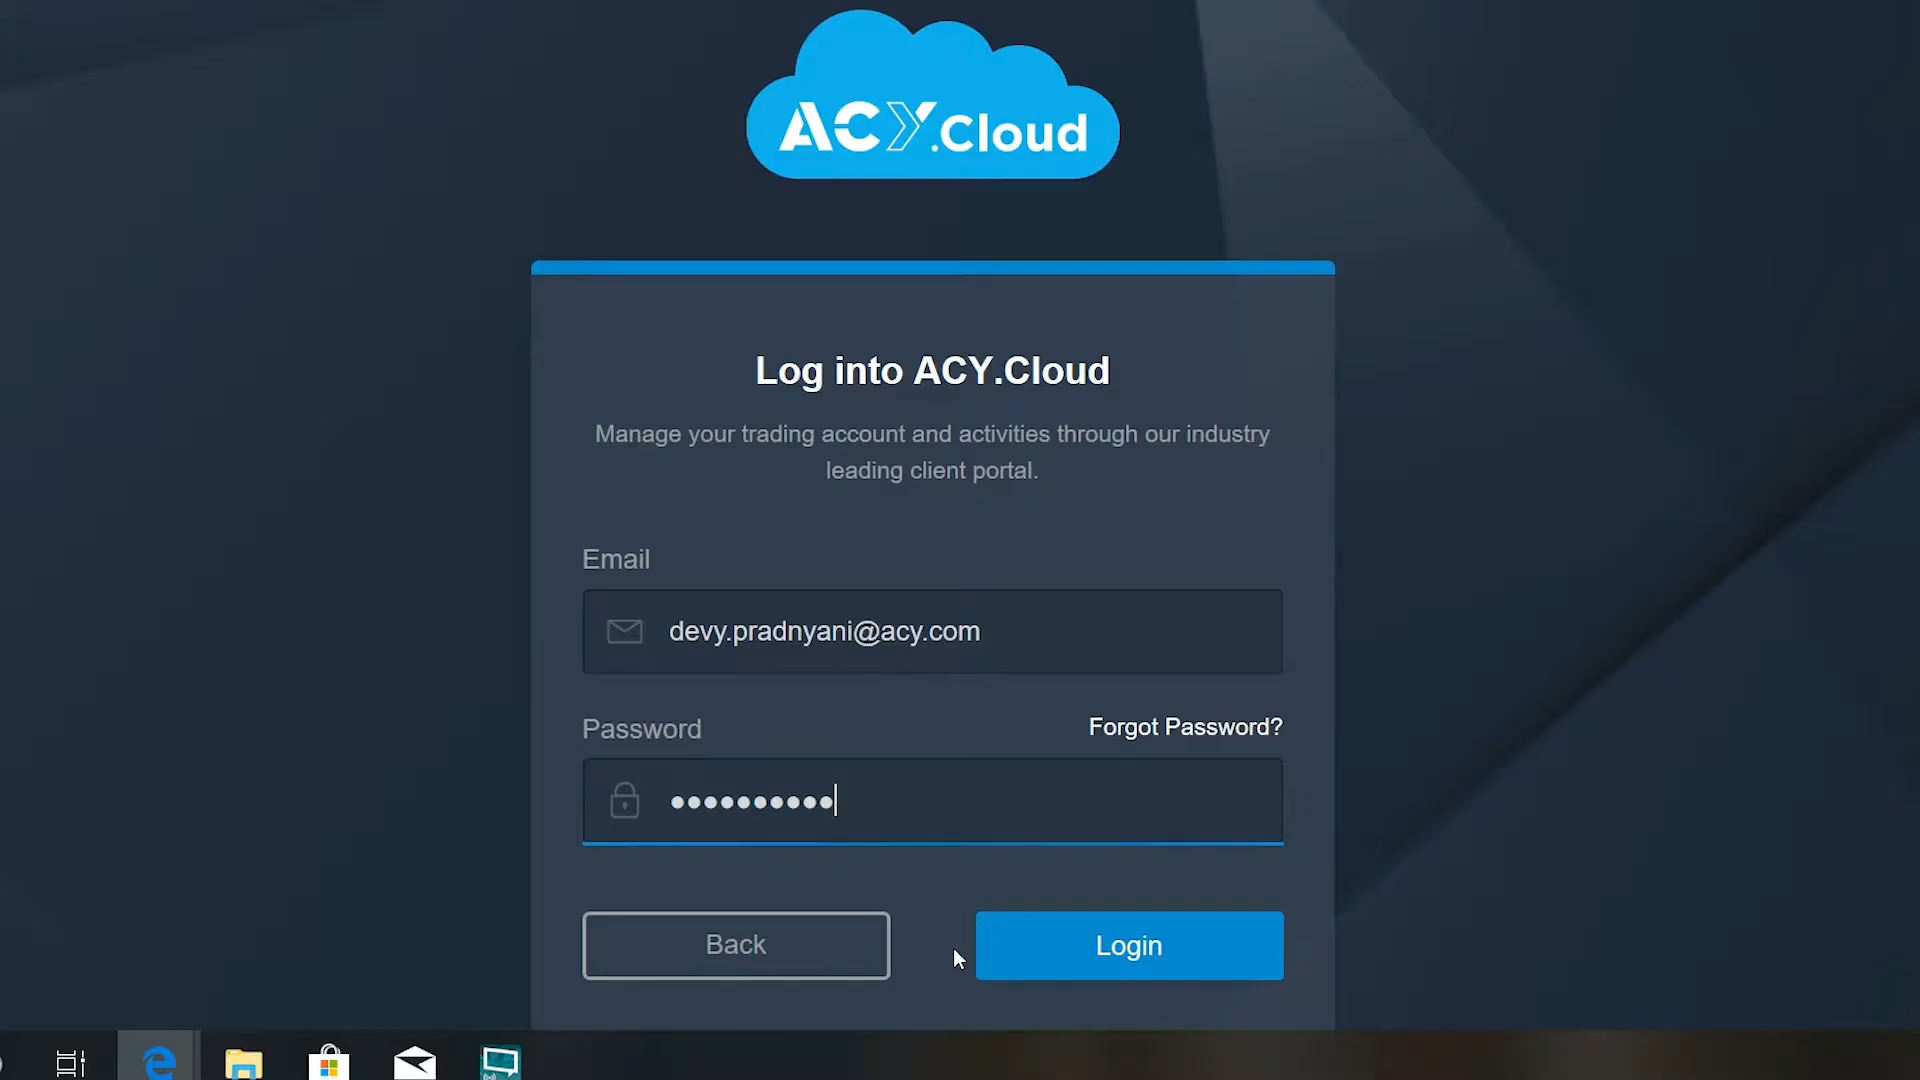 ACY.Cloud
Log into ACY.Cloud
Manage your trading account and activities through our industry
leading client portal.
Email
devy.pradnyani@acy.com
Password
Forgot Password?
••••••••••
Back
Login